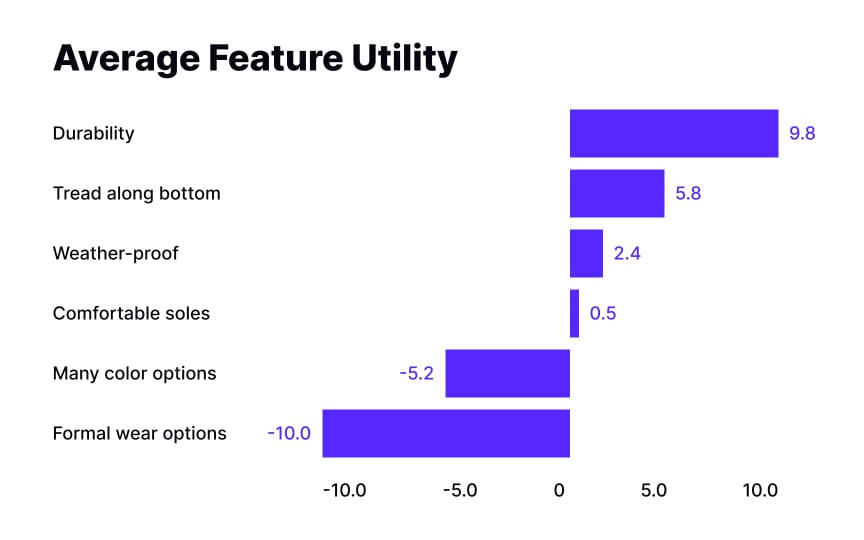 Average Feature Utility
Durability 9.8
Tread along bottom 5.8
Weather-proof 2.4
Comfortable soles 0.5
Many color options -5.2
Formal wear options -10.0
-10.0 -5.0 0 5.0 10.0